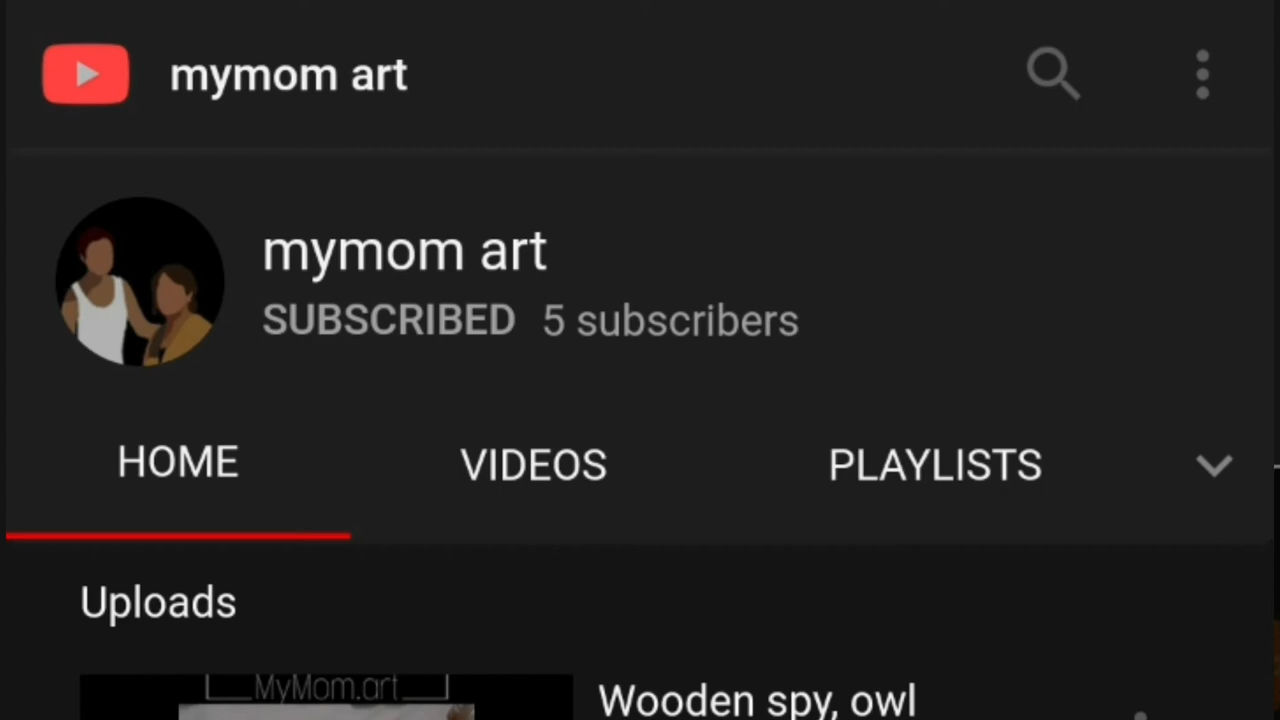 mymom art
mymom art
SUBSCRIBED 5 subscribers
HOME VIDEOS PLAYLISTS
Uploads
MyMom.art
Wooden spy, owl